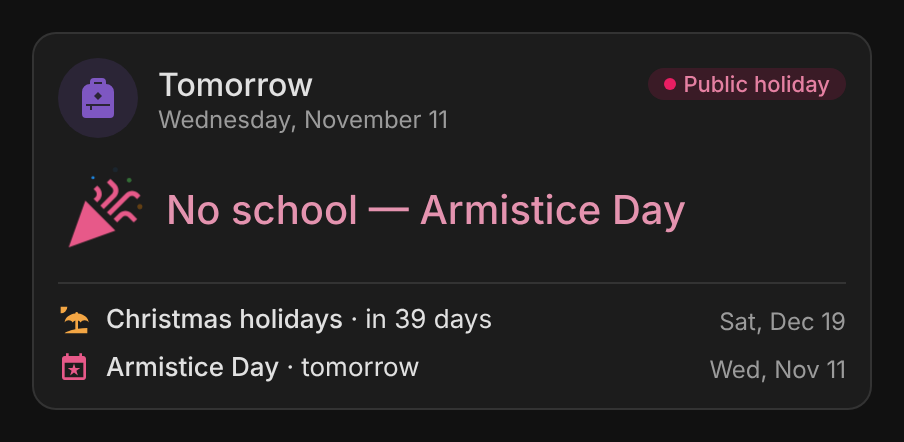 Tomorrow
Public holiday
Wednesday, November 11
No school — Armistice Day
Christmas holidays · in 39 days
Sat, Dec 19
Armistice Day · tomorrow
Wed, Nov 11